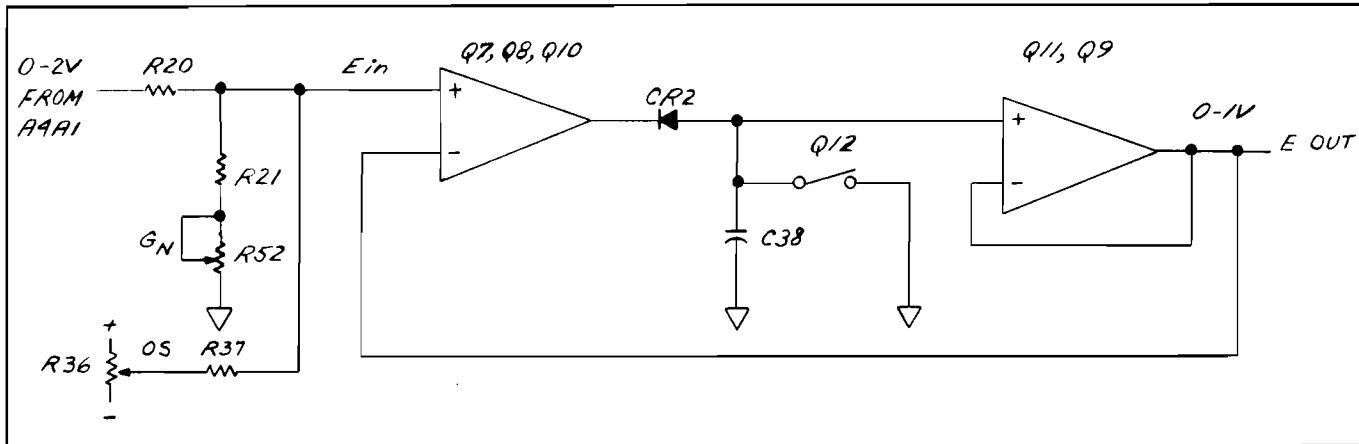 0-2V
FROM
A4A1
R20
E in
Q7, Q8, Q10
+
-
CR2
Q12
C38
Q11, Q9
+
-
0-1V
E OUT
R21
GN
R52
+
R36
OS
R37
-